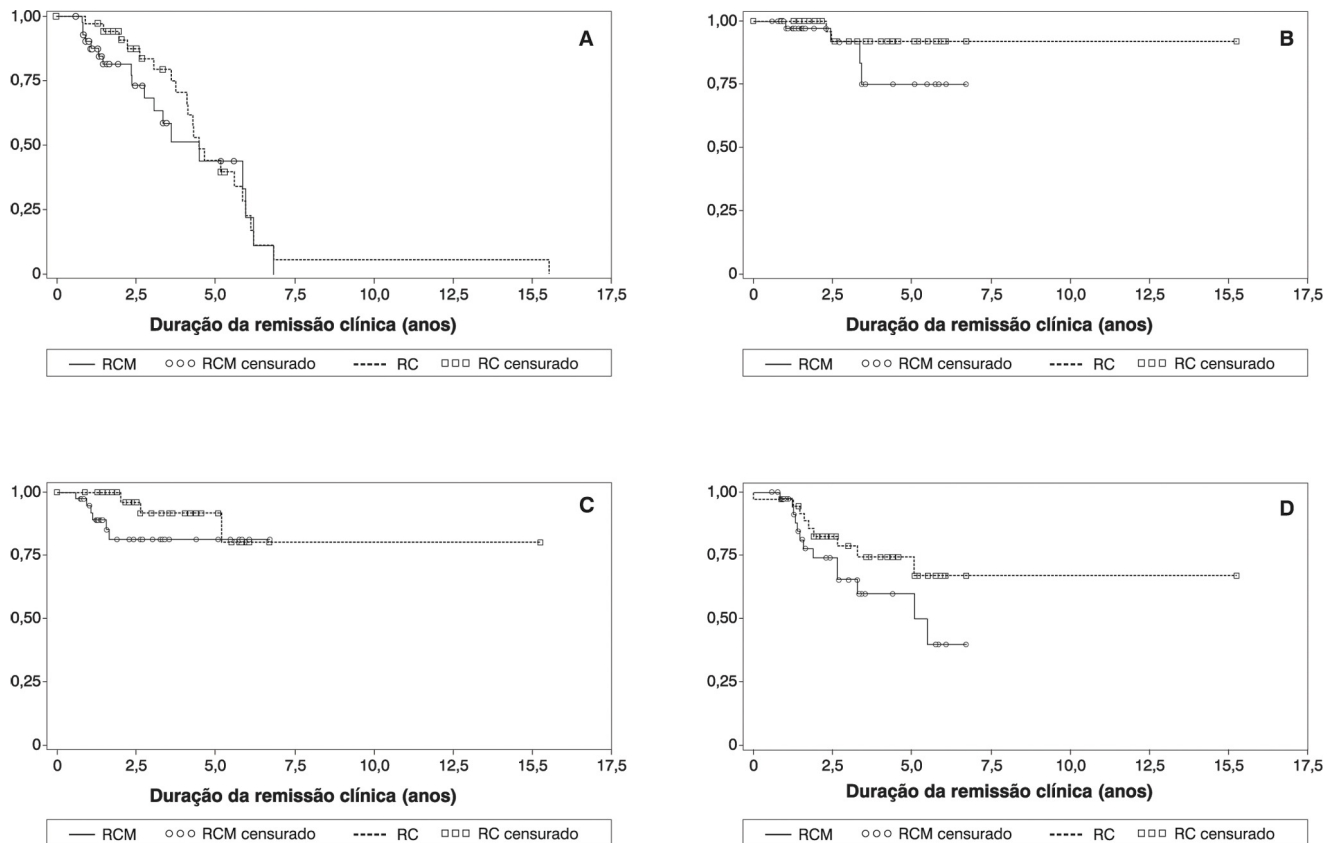 A
1,00
0,75
0,50
0,25
0
0 2,5 5,0 7,5 10,0 12,5 15,0 17,5
Duração da remissão clínica (anos)
RCM RCM censurado RC RC censurado
B
1,00
0,75
0,50
0,25
0
0 2,5 5,0 7,5 10,0 12,5 15,0 17,5
Duração da remissão clínica (anos)
RCM RCM censurado RC RC censurado
C
1,00
0,75
0,50
0,25
0
0 2,5 5,0 7,5 10,0 12,5 15,0 17,5
Duração da remissão clínica (anos)
RCM RCM censurado RC RC censurado
D
1,00
0,75
0,50
0,25
0
0 2,5 5,0 7,5 10,0 12,5 15,0 17,5
Duração da remissão clínica (anos)
RCM RCM censurado RC RC censurado